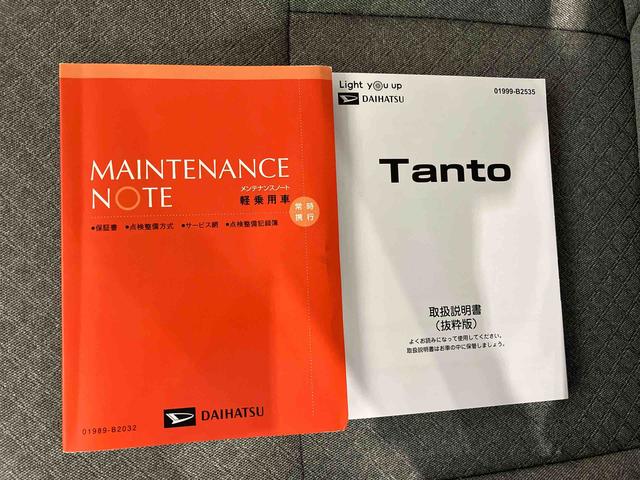 MAINTENANCE
NOTE
メンテナンスノート
軽乗用車
常時
携行
●保証書 ●点検整備方式 ●サービス網 ●点検整備記録簿
01989-B2032
DAIHATSU
Light you up
DAIHATSU
01999-B2535
Tanto
取扱説明書
(抜粋版)
よくお読みになって使用してください。
取扱説明書はお車の中に保管しましょう。